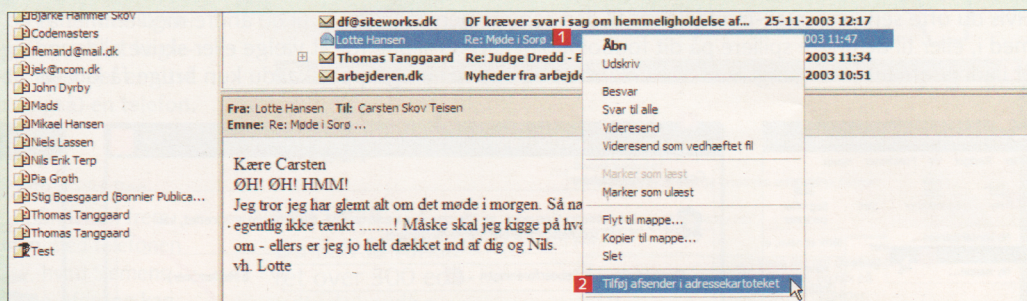 Bjarke Hammer Skov
Codemasters
flemand@mail.dk
jek@ncom.dk
John Dyrby
Mads
Mikael Hansen
Niels Lassen
Nils Erik Terp
Pia Groth
Stig Boesgaard (Bonnier Publica...
Thomas Tanggaard
Thomas Tanggaard
Test
df@siteworks.dk DF kræver svar i sag om hemmeligholdelse af... 25-11-2003 12:17
Lotte Hansen Re: Møde i Sorø ... 1 003 11:47
Thomas Tanggaard Re: Judge Dredd - E 2003 11:34
arbejderen.dk Nyheder fra arbejde 2003 10:51
Fra: Lotte Hansen Til: Carsten Skov Teisen
Emne: Re: Møde i Sorø ...
Kære Carsten
ØH! ØH! HMM!
Jeg tror jeg har glemt alt om det møde i morgen. Så na
egentlig ikke tænkt ........! Måske skal jeg kigge på hva
om - ellers er jeg jo helt dækket ind af dig og Nils.
vh. Lotte
Åbn
Udskriv
Besvar
Svar til alle
Videresend
Videresend som vedhæftet fil
Marker som læst
Marker som ulæst
Flyt til mappe...
Kopier til mappe...
Slet
2 Tilføj afsender i adressekartoteket